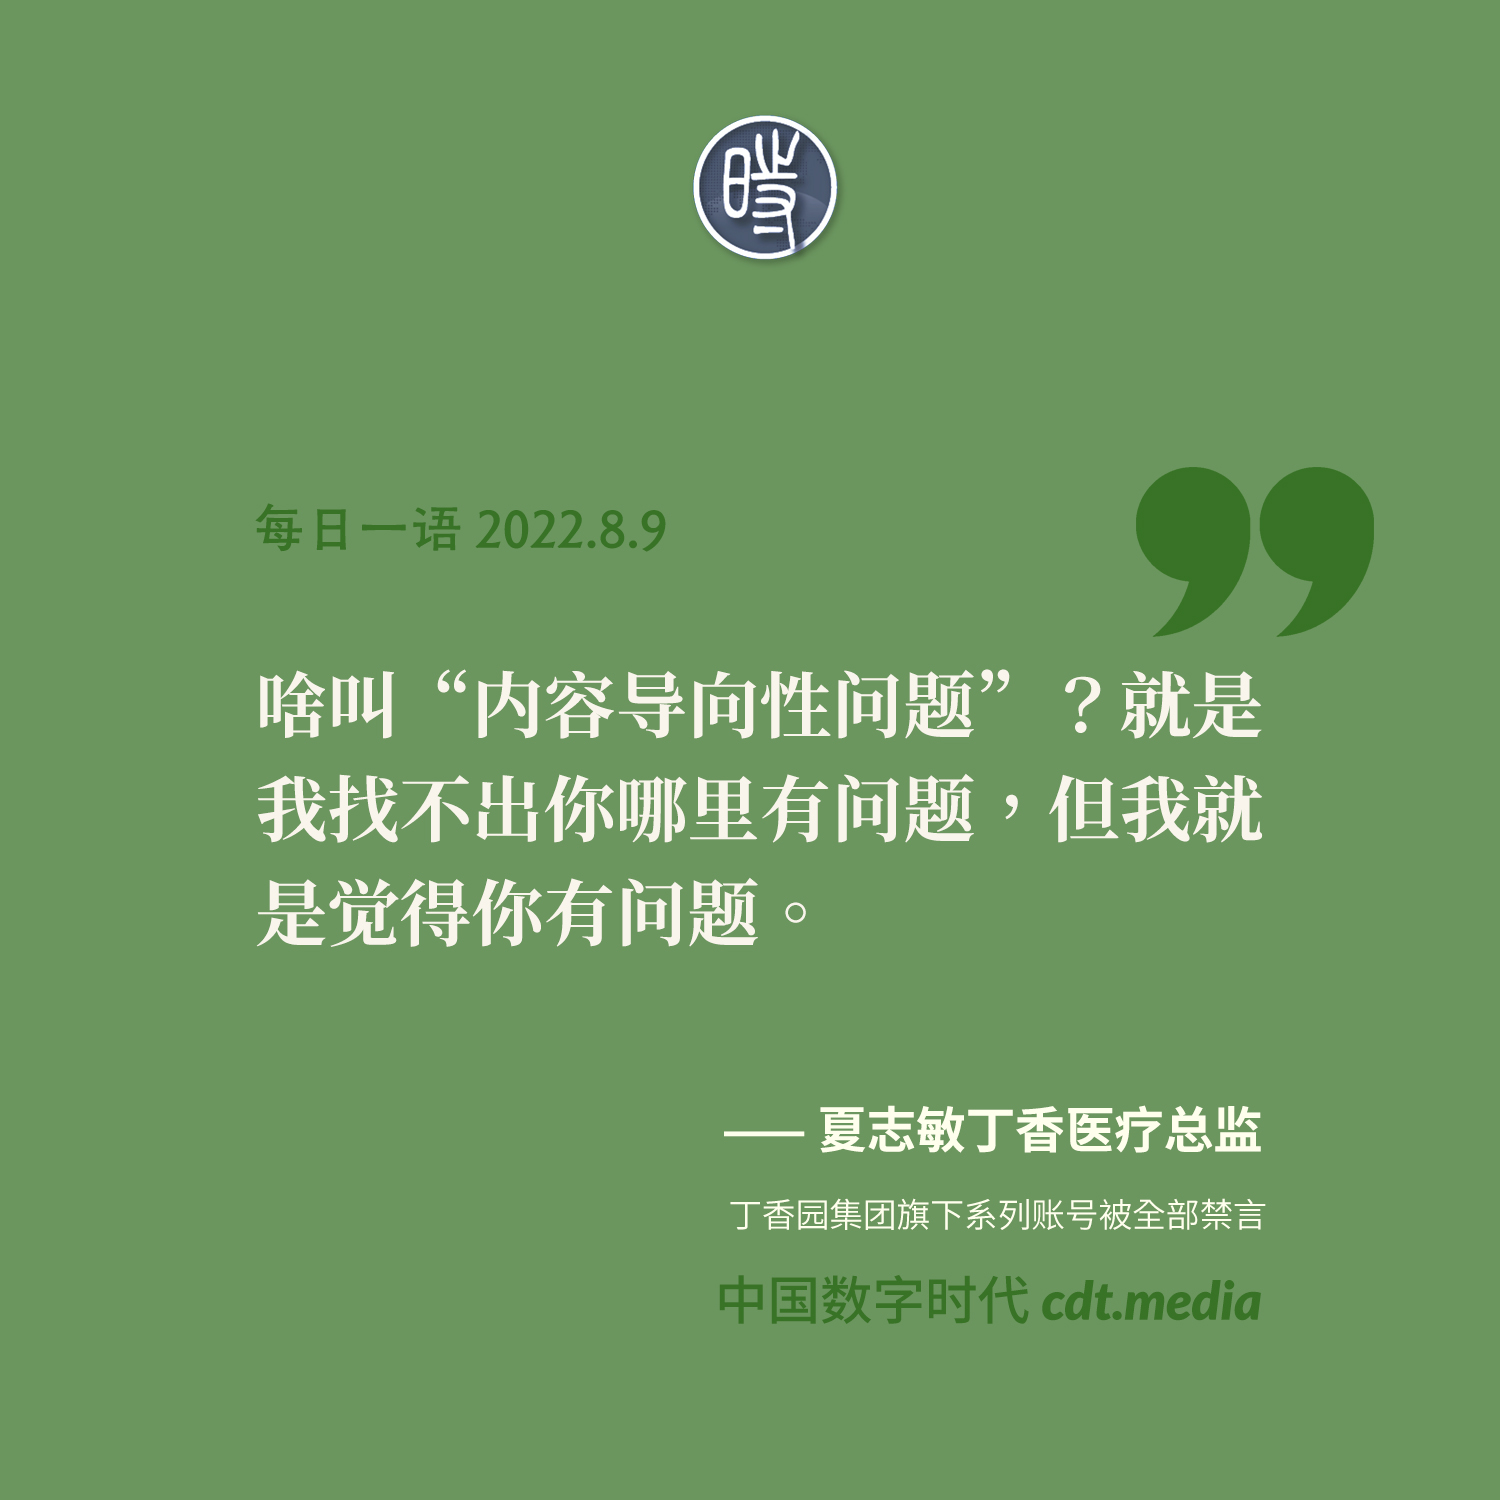 時
每日一语 2022.8.9
啥叫“内容导向性问题”？就是
我找不出你哪里有问题，但我就
是觉得你有问题。
—— 夏志敏丁香医疗总监
丁香园集团旗下系列账号被全部禁言
中国数字时代 cdt.media